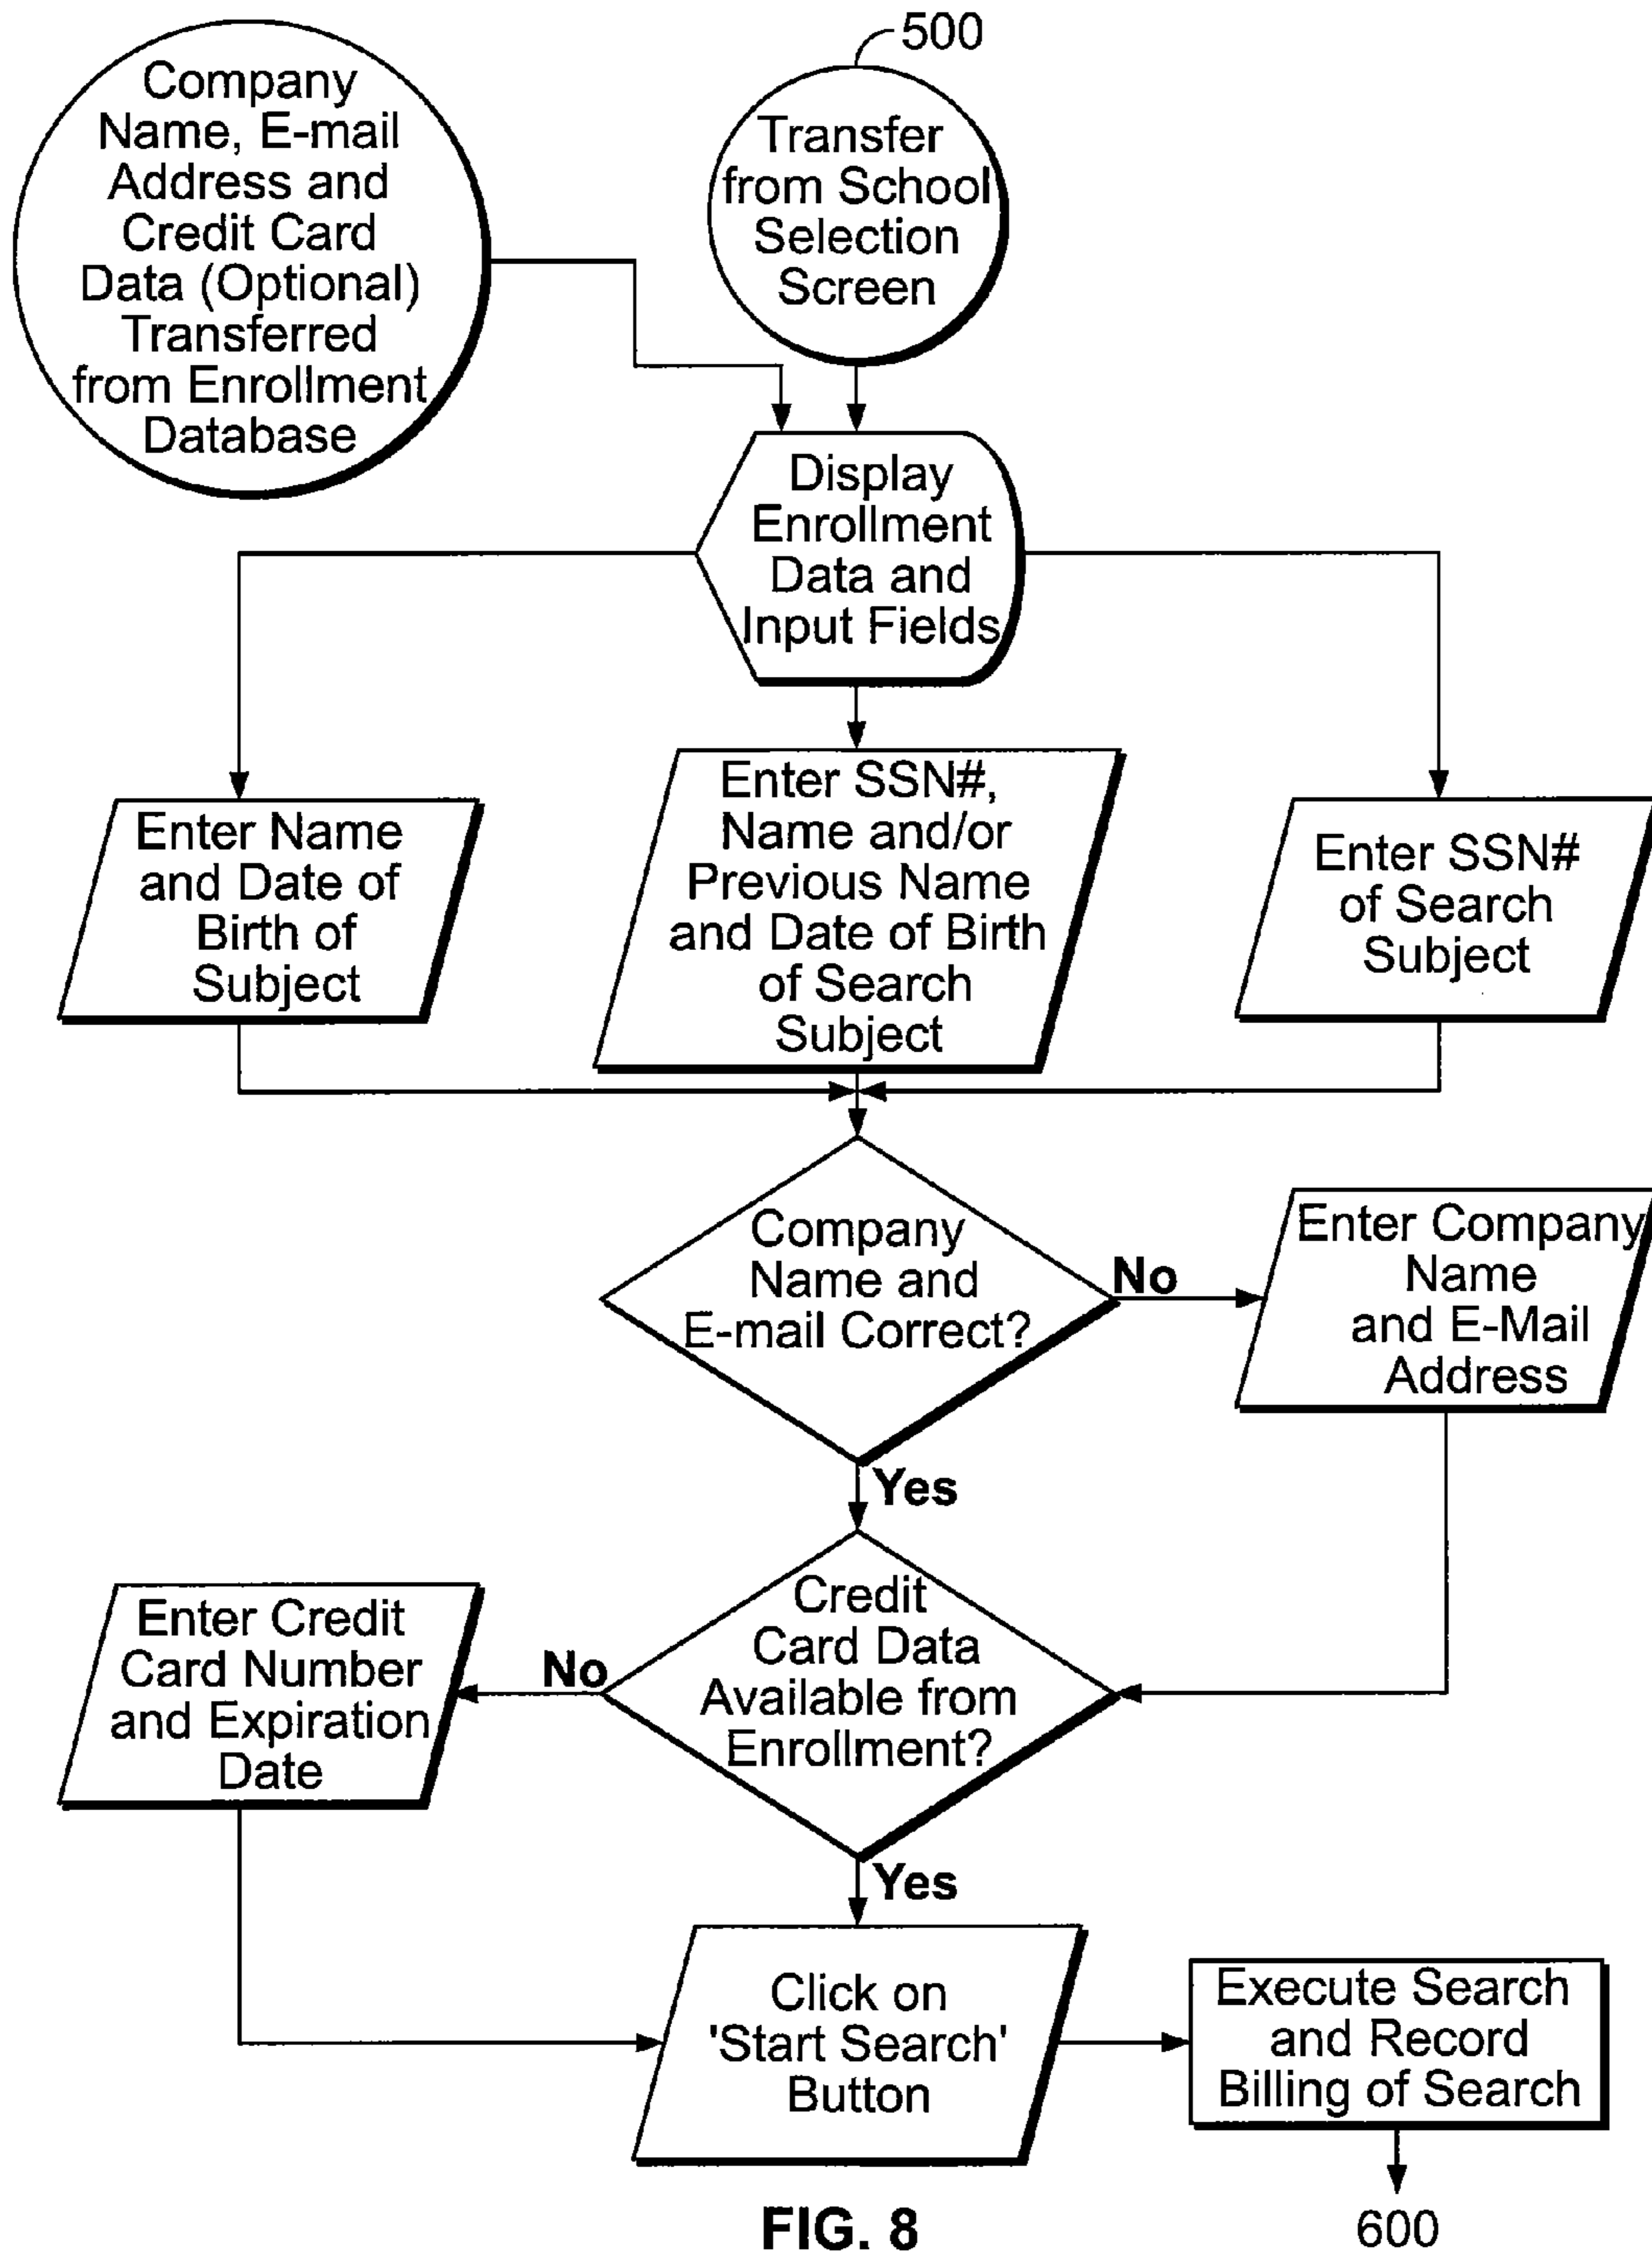 500
Company
Name, E-mail
Address and
Credit Card
Data (Optional)
Transferred
from Enrollment
Database
Transfer
from School
Selection
Screen
Display
Enrollment
Data and
Input Fields
Enter Name
and Date of
Birth of
Subject
Enter SSN#,
Name and/or
Previous Name
and Date of Birth
of Search
Subject
Enter SSN#
of Search
Subject
Company
Name and
E-mail Correct?
No
Enter Company
Name
and E-Mail
Address
Yes
Credit
Card Data
Available from
Enrollment?
No
Enter Credit
Card Number
and Expiration
Date
Yes
Click on
'Start Search'
Button
Execute Search
and Record
Billing of Search
600
FIG. 8